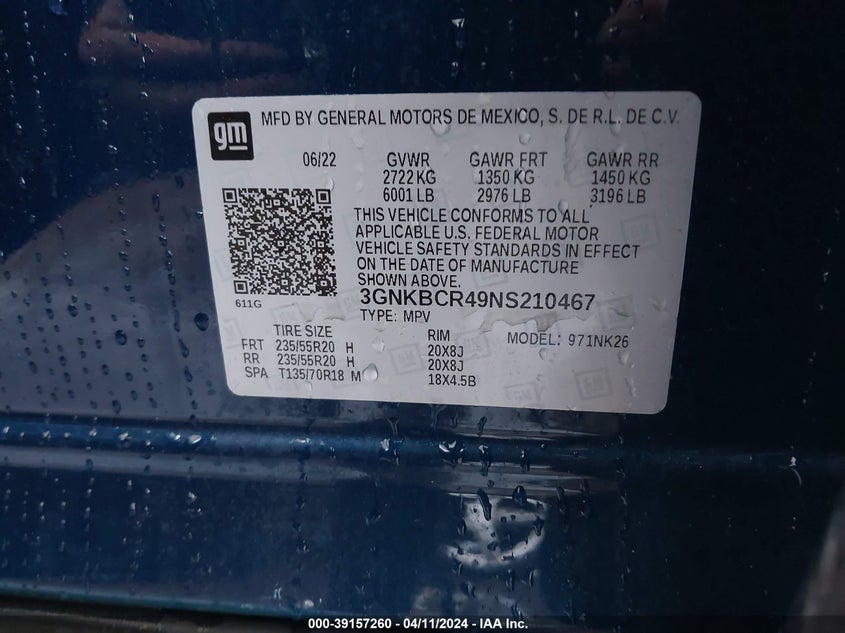 gm
MFD BY GENERAL MOTORS DE MEXICO, S. DE R.L. DE C.V.
06/22 GVWR GAWR FRT GAWR RR
2722 KG 1350 KG 1450 KG
6001 LB 2976 LB 3196 LB
THIS VEHICLE CONFORMS TO ALL
APPLICABLE U.S. FEDERAL MOTOR
VEHICLE SAFETY STANDARDS IN EFFECT
ON THE DATE OF MANUFACTURE
SHOWN ABOVE.
611G 3GNKBCR49NS210467
TYPE: MPV
TIRE SIZE RIM MODEL: 971NK26
FRT 235/55R20 H 20X8J
RR 235/55R20 H 20X8J
SPA T135/70R18 M 18X4.5B
000-39157260 - 04/11/2024 - IAA Inc.